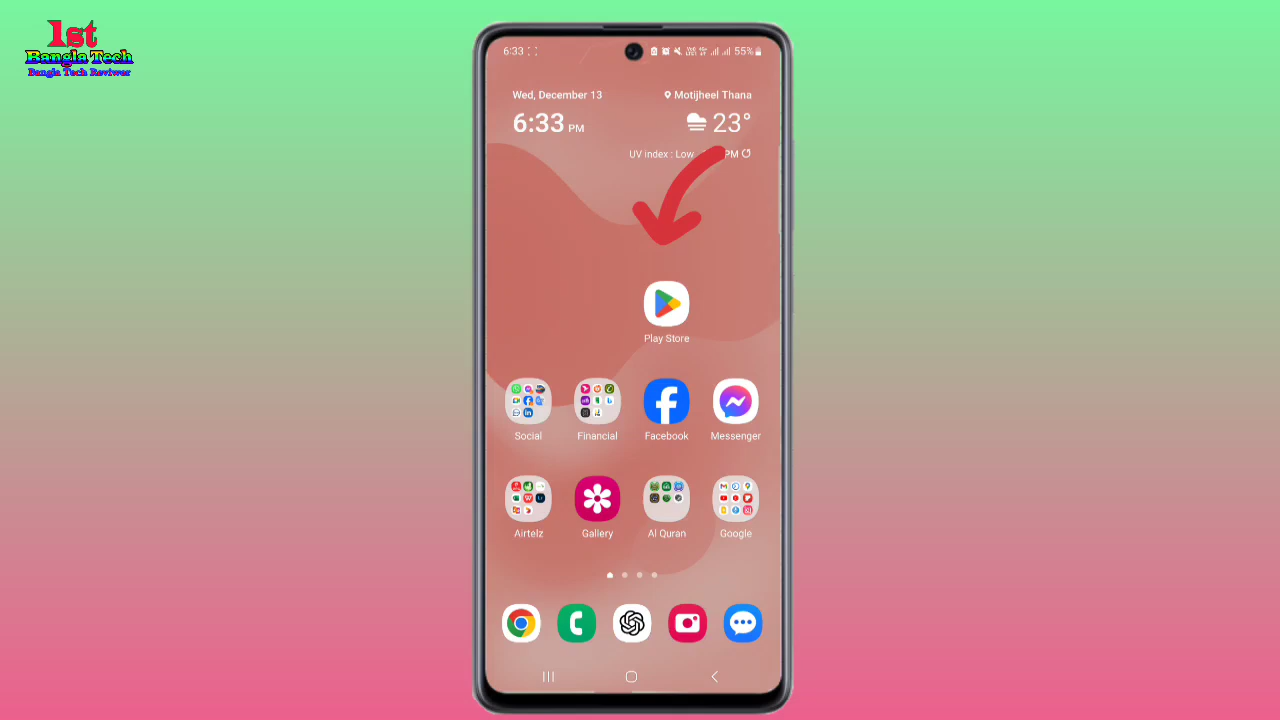 1st
Bangla Tech
Bangla Tech Reviwer
6:33
55%
Wed, December 13
Motijheel Thana
6:33 PM
23°
UV index : Low
PM
Play Store
Social
Financial
Facebook
Messenger
Airtelz
Gallery
Al Quran
Google